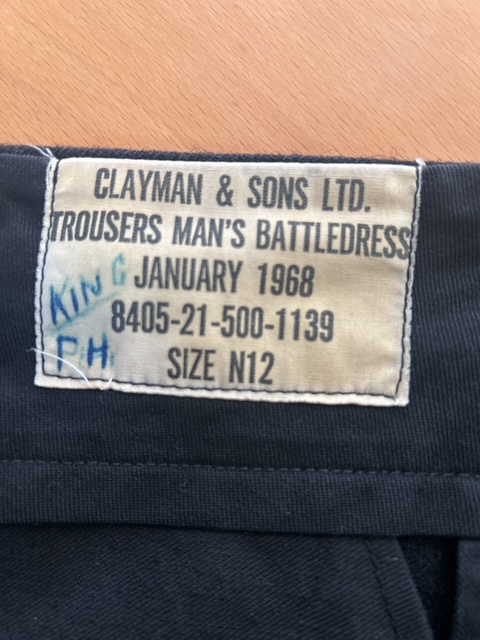 CLAYMAN & SONS LTD.
TROUSERS MAN'S BATTLEDRESS
JANUARY 1968
8405-21-500-1139
SIZE N12
KING
P.H.